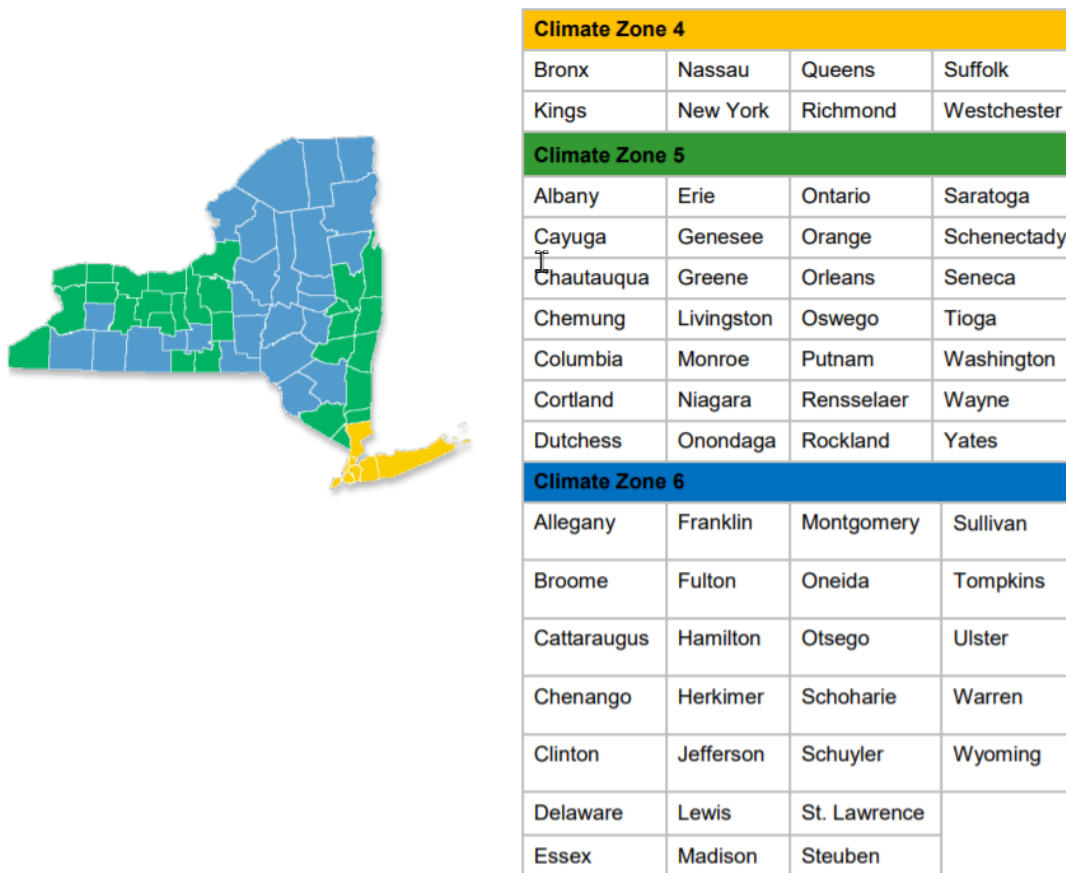 Climate Zone 4
Bronx Nassau Queens Suffolk
Kings New York Richmond Westchester
Climate Zone 5
Albany Erie Ontario Saratoga
Cayuga Genesee Orange Schenectady
Chautauqua Greene Orleans Seneca
Chemung Livingston Oswego Tioga
Columbia Monroe Putnam Washington
Cortland Niagara Rensselaer Wayne
Dutchess Onondaga Rockland Yates
Climate Zone 6
Allegany Franklin Montgomery Sullivan
Broome Fulton Oneida Tompkins
Cattaraugus Hamilton Otsego Ulster
Chenango Herkimer Schoharie Warren
Clinton Jefferson Schuyler Wyoming
Delaware Lewis St. Lawrence
Essex Madison Steuben